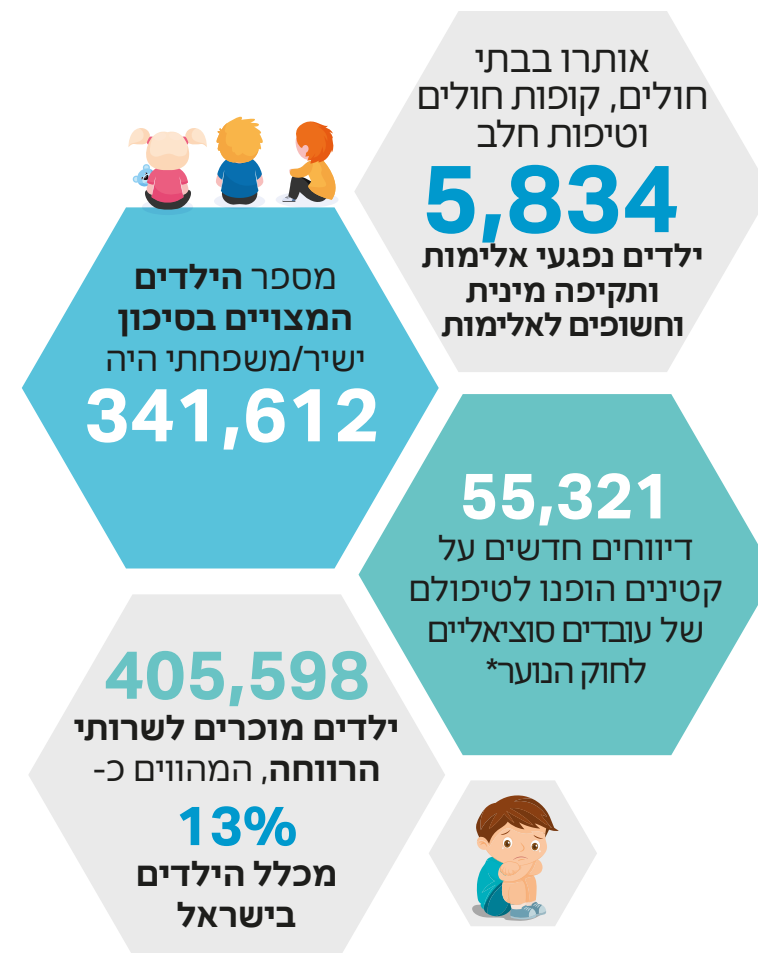 אותרו בבתי
חולים, קופות חולים
וטיפות חלב
5,834
ילדים נפגעי אלימות
ותקיפה מינית
וחשופים לאלימות
מספר הילדים
המצויים בסיכון
ישיר/משפחתי היה
341,612
55,321
דיווחים חדשים על
קטינים הופנו לטיפולם
של עובדים סוציאליים
לחוק הנוער*
405,598
ילדים מוכרים לשרותי
הרווחה, המהווים כ-
13%
מכלל הילדים
בישראל